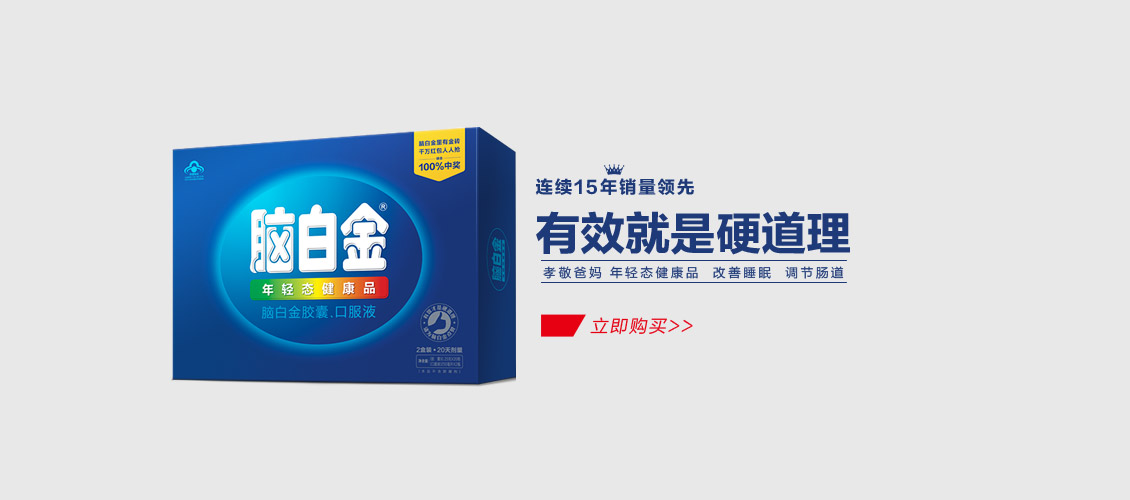 脑白金里有金砖
千万红包人人抢
100%中奖
脑白金®
年轻态健康品
脑白金胶囊.口服液
2盒装•20天剂量
脑白金
连续15年销量领先
有效就是硬道理
孝敬爸妈 年轻态健康品 改善睡眠 调节肠道
立即购买>>